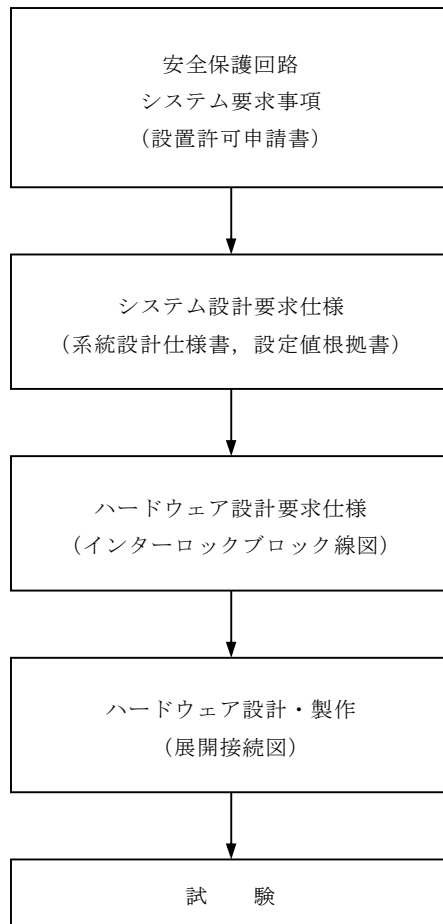 安全保護回路
システム要求事項
（設置許可申請書）
システム設計要求仕様
（系統設計仕様書，設定値根拠書）
ハードウェア設計要求仕様
（インターロックブロック線図）
ハードウェア設計・製作
（展開接続図）
試　　験